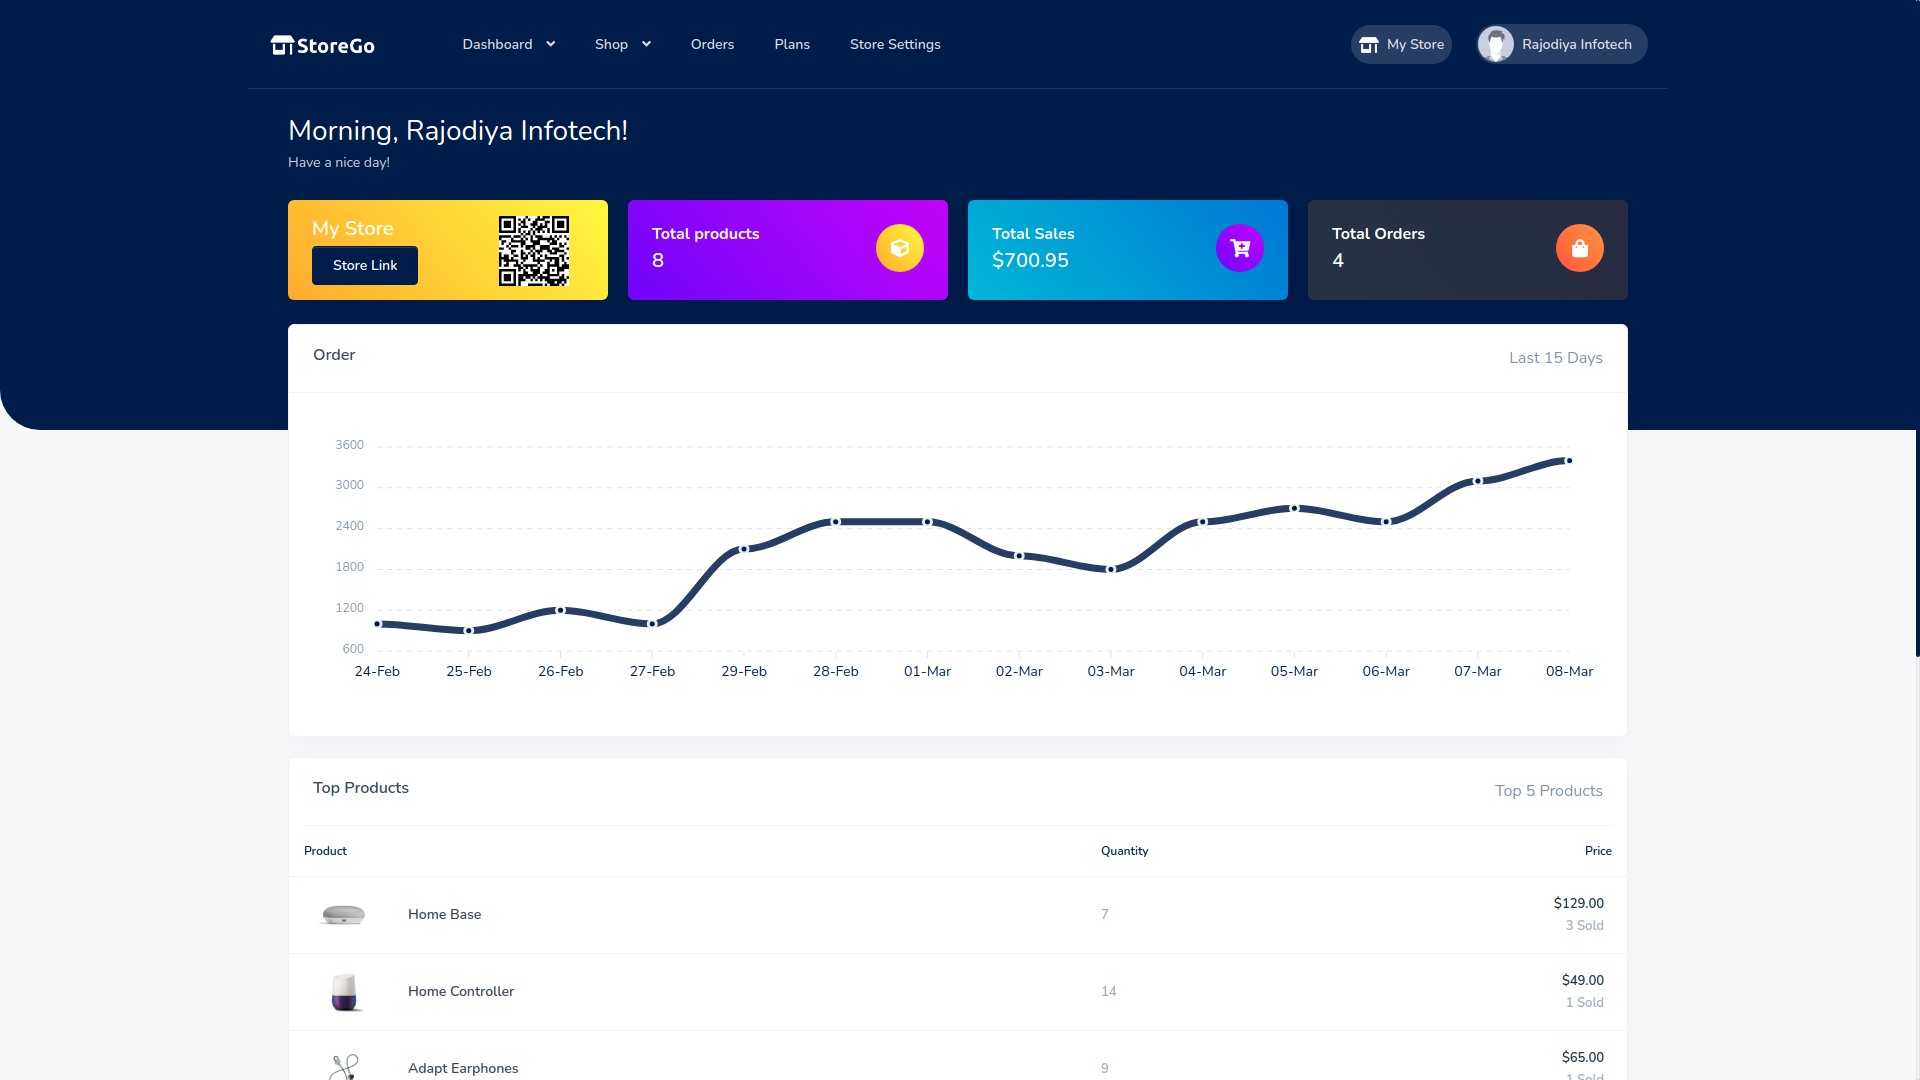 StoreGo
Dashboard
Shop
Orders
Plans
Store Settings
My Store
Rajodiya Infotech
Morning, Rajodiya Infotech!
Have a nice day!
My Store
Store Link
Total products
8
Total Sales
$700.95
Total Orders
4
Order
Last 15 Days
3600
3000
2400
1800
1200
600
24-Feb 25-Feb 26-Feb 27-Feb 29-Feb 28-Feb 01-Mar 02-Mar 03-Mar 04-Mar 05-Mar 06-Mar 07-Mar 08-Mar
Top Products
Top 5 Products
Product Quantity Price
Home Base 7 $129.00
3 Sold
Home Controller 14 $49.00
1 Sold
Adapt Earphones 9 $65.00
1 Sold